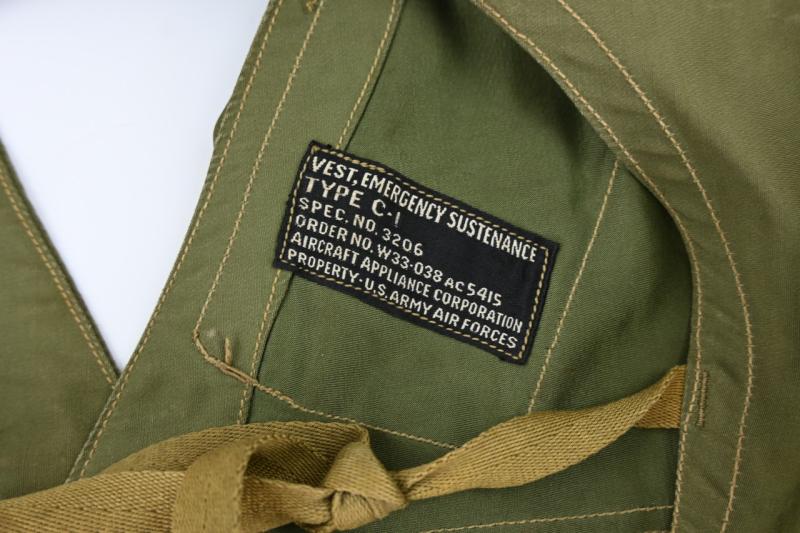 VEST, EMERGENCY SUSTENANCE
TYPE C-1
SPEC. NO. 3206
ORDER NO. W33-038 AC 5415
AIRCRAFT APPLIANCE CORPORATION
PROPERTY-U.S. ARMY AIR FORCES